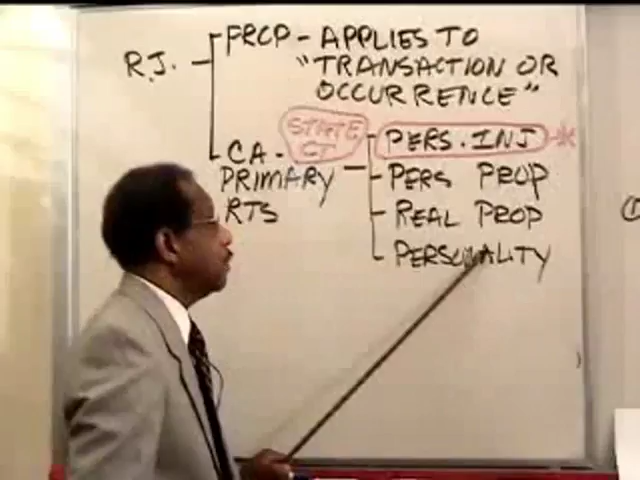 R.J. - FRCP - APPLIES TO
"TRANSACTION OR
OCCURRENCE"
CA - PRIMARY RTS
STATE CT
PERS. INJ *
PERS PROP
REAL PROP
PERSONALITY